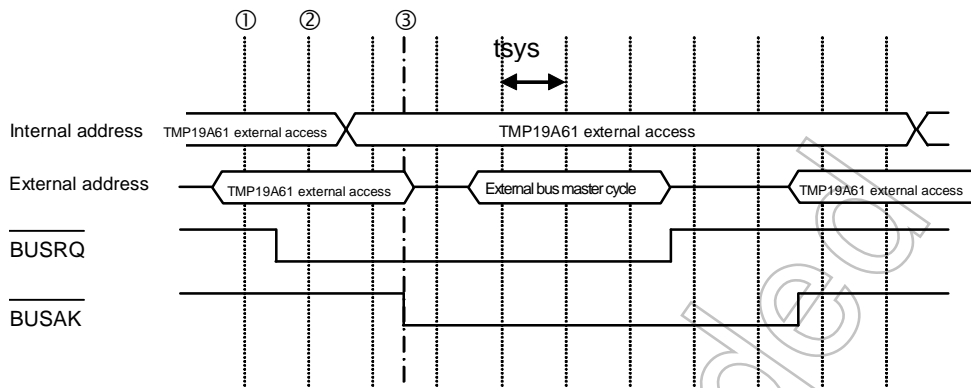 ① ② ③
tsys
Internal address TMP19A61 external access TMP19A61 external access
External address TMP19A61 external access External bus master cycle TMP19A61 external access
BUSRQ
BUSAK
ded